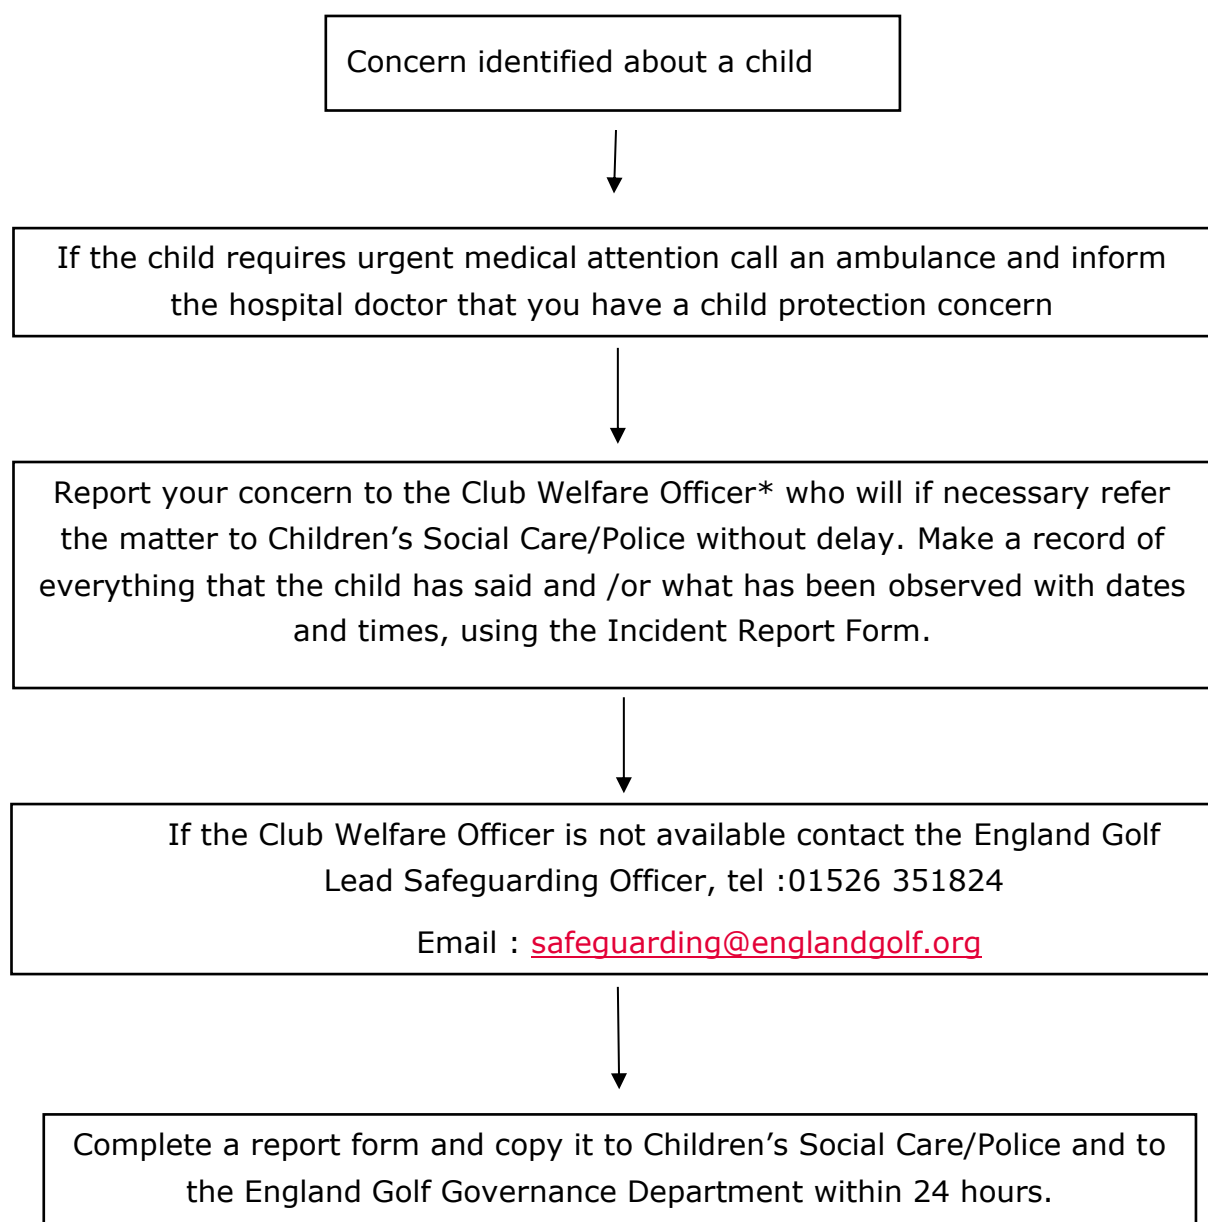 Concern identified about a child
If the child requires urgent medical attention call an ambulance and inform
the hospital doctor that you have a child protection concern
Report your concern to the Club Welfare Officer* who will if necessary refer
the matter to Children’s Social Care/Police without delay. Make a record of
everything that the child has said and /or what has been observed with dates
and times, using the Incident Report Form.
If the Club Welfare Officer is not available contact the England Golf
Lead Safeguarding Officer, tel :01526 351824
Email : safeguarding@englandgolf.org
Complete a report form and copy it to Children’s Social Care/Police and to
the England Golf Governance Department within 24 hours.